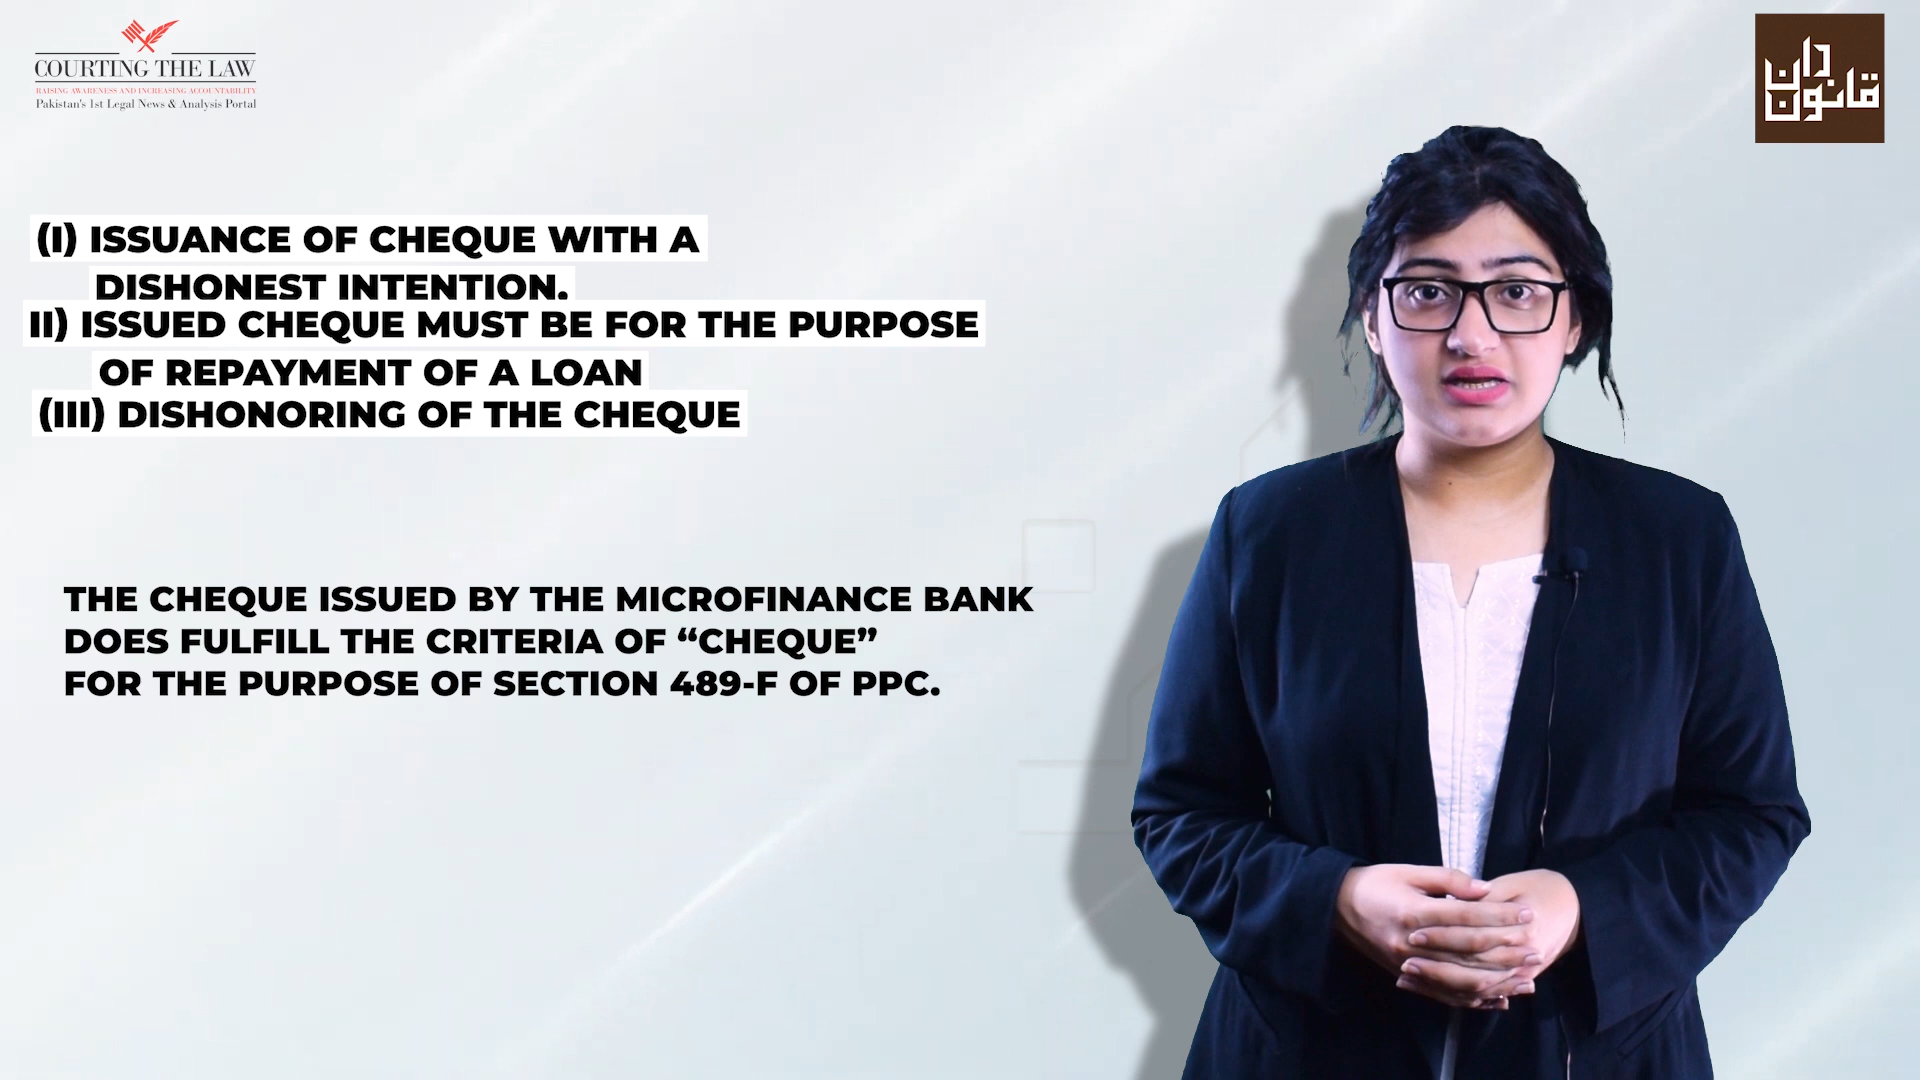 COURTING THE LAW
RAISING AWARENESS AND INCREASING ACCOUNTABILITY
Pakistan's 1st Legal News & Analysis Portal
قانون دان
(I) ISSUANCE OF CHEQUE WITH A
DISHONEST INTENTION.
II) ISSUED CHEQUE MUST BE FOR THE PURPOSE
OF REPAYMENT OF A LOAN
(III) DISHONORING OF THE CHEQUE
THE CHEQUE ISSUED BY THE MICROFINANCE BANK
DOES FULFILL THE CRITERIA OF “CHEQUE”
FOR THE PURPOSE OF SECTION 489-F OF PPC.